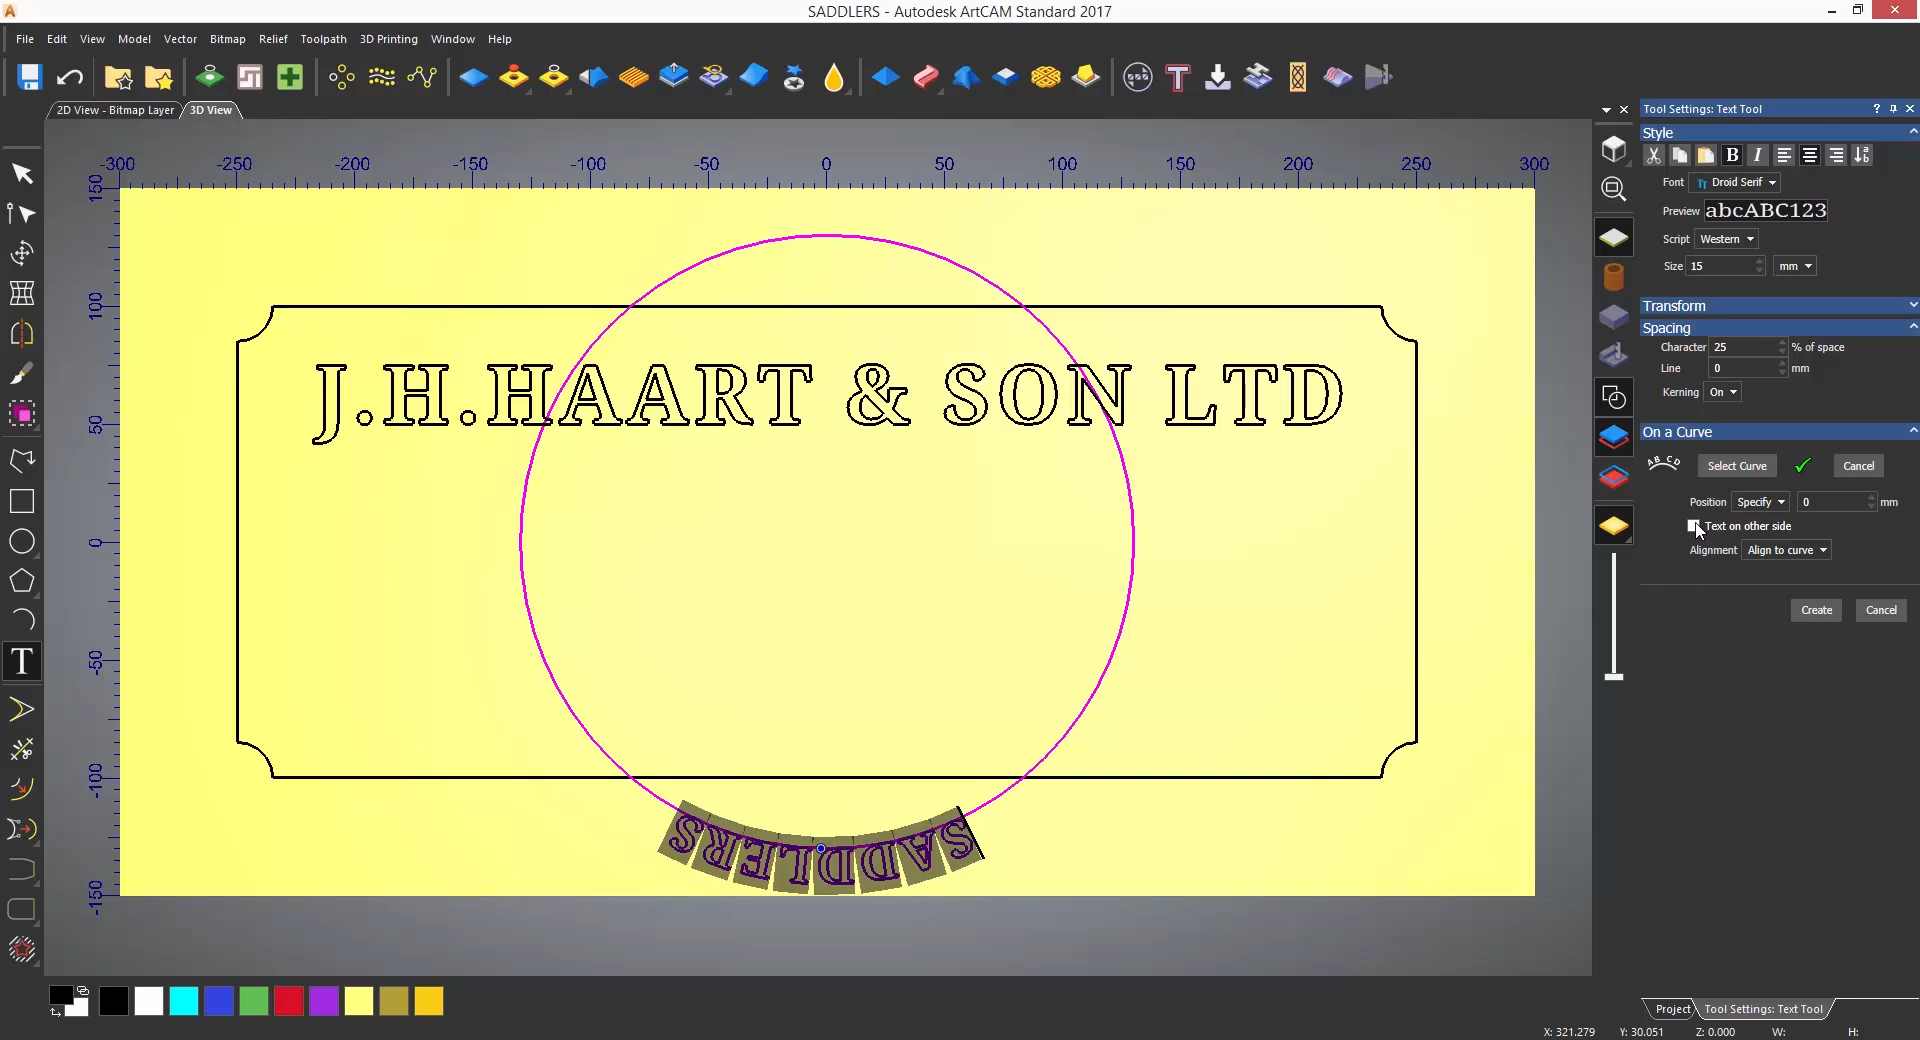 SADDLERS - Autodesk ArtCAM Standard 2017
File Edit View Model Vector Bitmap Relief Toolpath 3D Printing Window Help
2D View - Bitmap Layer 3D View
Tool Settings: Text Tool
Style
B I
Font Droid Serif
Preview abcABC123
Script Western
Size 15 mm
Transform
Spacing
Character 25 % of space
Line 0 mm
Kerning On
On a Curve
AB CD Select Curve Cancel
Position Specify 0 mm
Text on other side
Alignment Align to curve
Create Cancel
-300 -250 -200 -150 -100 -50 0 50 100 150 200 250 300
150
100
50
0
-50
-100
-150
J.H.HAART & SON LTD
SADDLERS
T
Project Tool Settings: Text Tool
X: 321.279 Y: 30.051 Z: 0.000 W: H: